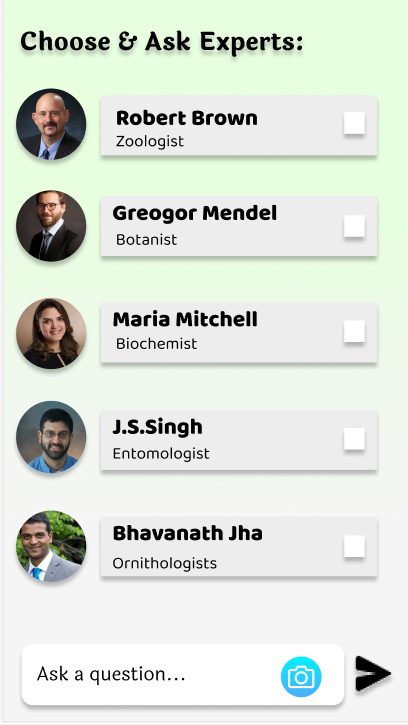 Choose & Ask Experts:
Robert Brown
Zoologist
Greogor Mendel
Botanist
Maria Mitchell
Biochemist
J.S.Singh
Entomologist
Bhavanath Jha
Ornithologists
Ask a question...